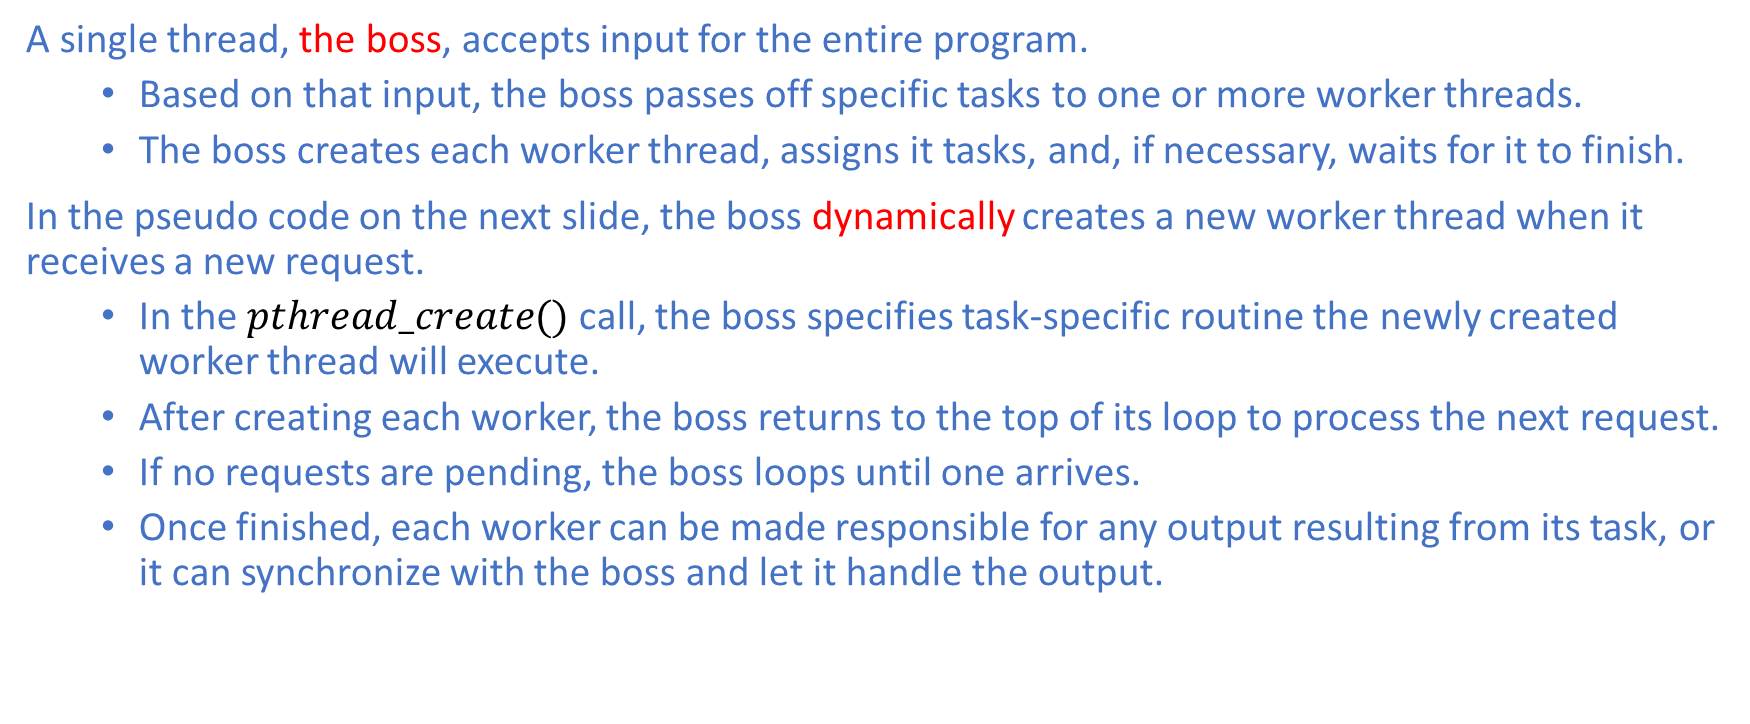 A single thread, the boss, accepts input for the entire program.
• Based on that input, the boss passes off specific tasks to one or more worker threads.
• The boss creates each worker thread, assigns it tasks, and, if necessary, waits for it to finish.
In the pseudo code on the next slide, the boss dynamically creates a new worker thread when it
receives a new request.
• In the pthread_create() call, the boss specifies task-specific routine the newly created
worker thread will execute.
• After creating each worker, the boss returns to the top of its loop to process the next request.
• If no requests are pending, the boss loops until one arrives.
• Once finished, each worker can be made responsible for any output resulting from its task, or
it can synchronize with the boss and let it handle the output.